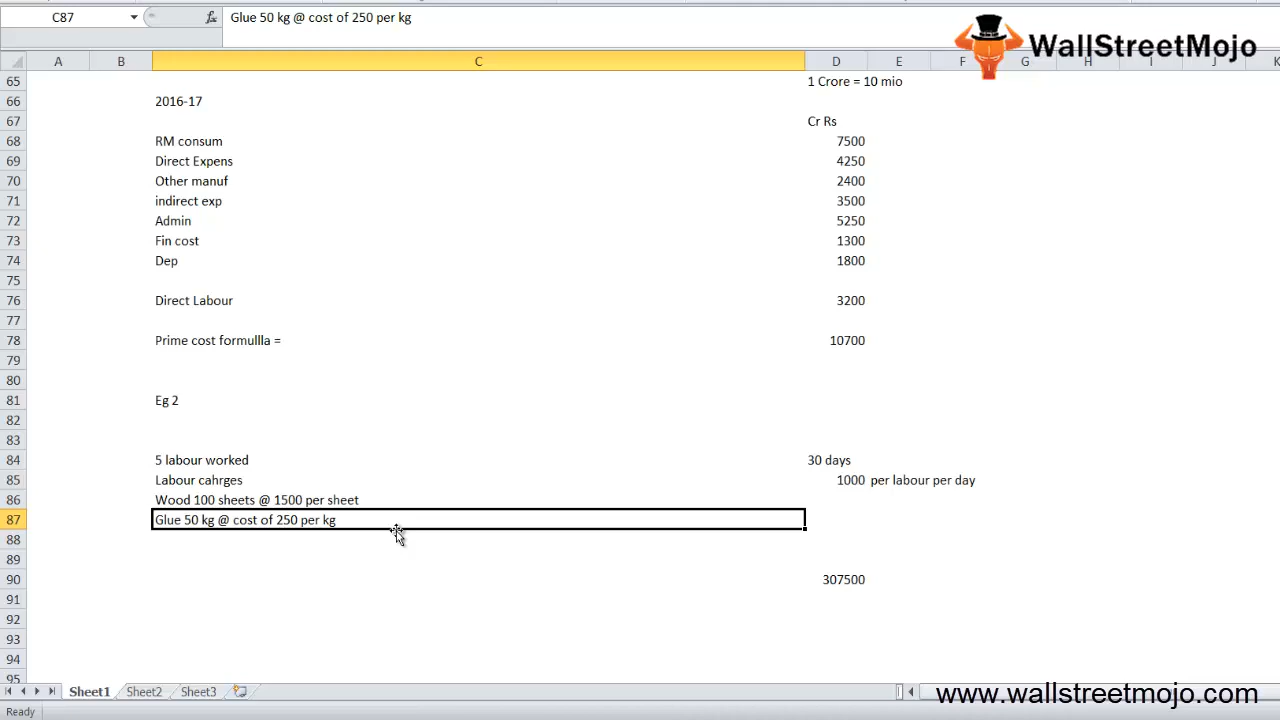 C87 fx Glue 50 kg @ cost of 250 per kg
WallStreetMojo
A B C D E F G H I J K
65 1 Crore = 10 mio
66 2016-17
67 Cr Rs
68 RM consum 7500
69 Direct Expens 4250
70 Other manuf 2400
71 indirect exp 3500
72 Admin 5250
73 Fin cost 1300
74 Dep 1800
75
76 Direct Labour 3200
77
78 Prime cost formullla = 10700
79
80
81 Eg 2
82
83
84 5 labour worked 30 days
85 Labour cahrges 1000 per labour per day
86 Wood 100 sheets @ 1500 per sheet
87 Glue 50 kg @ cost of 250 per kg
88
89
90 307500
91
92
93
94
95
Sheet1 Sheet2 Sheet3
www.wallstreetmojo.com
Ready